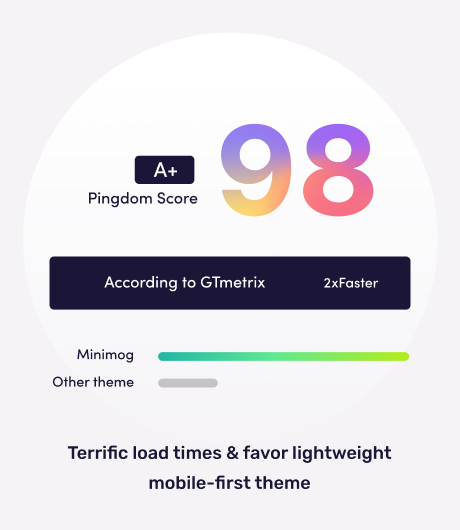 A+
98
Pingdom Score
According to GTmetrix 2xFaster
Minimog
Other theme
Terrific load times & favor lightweight
mobile-first theme